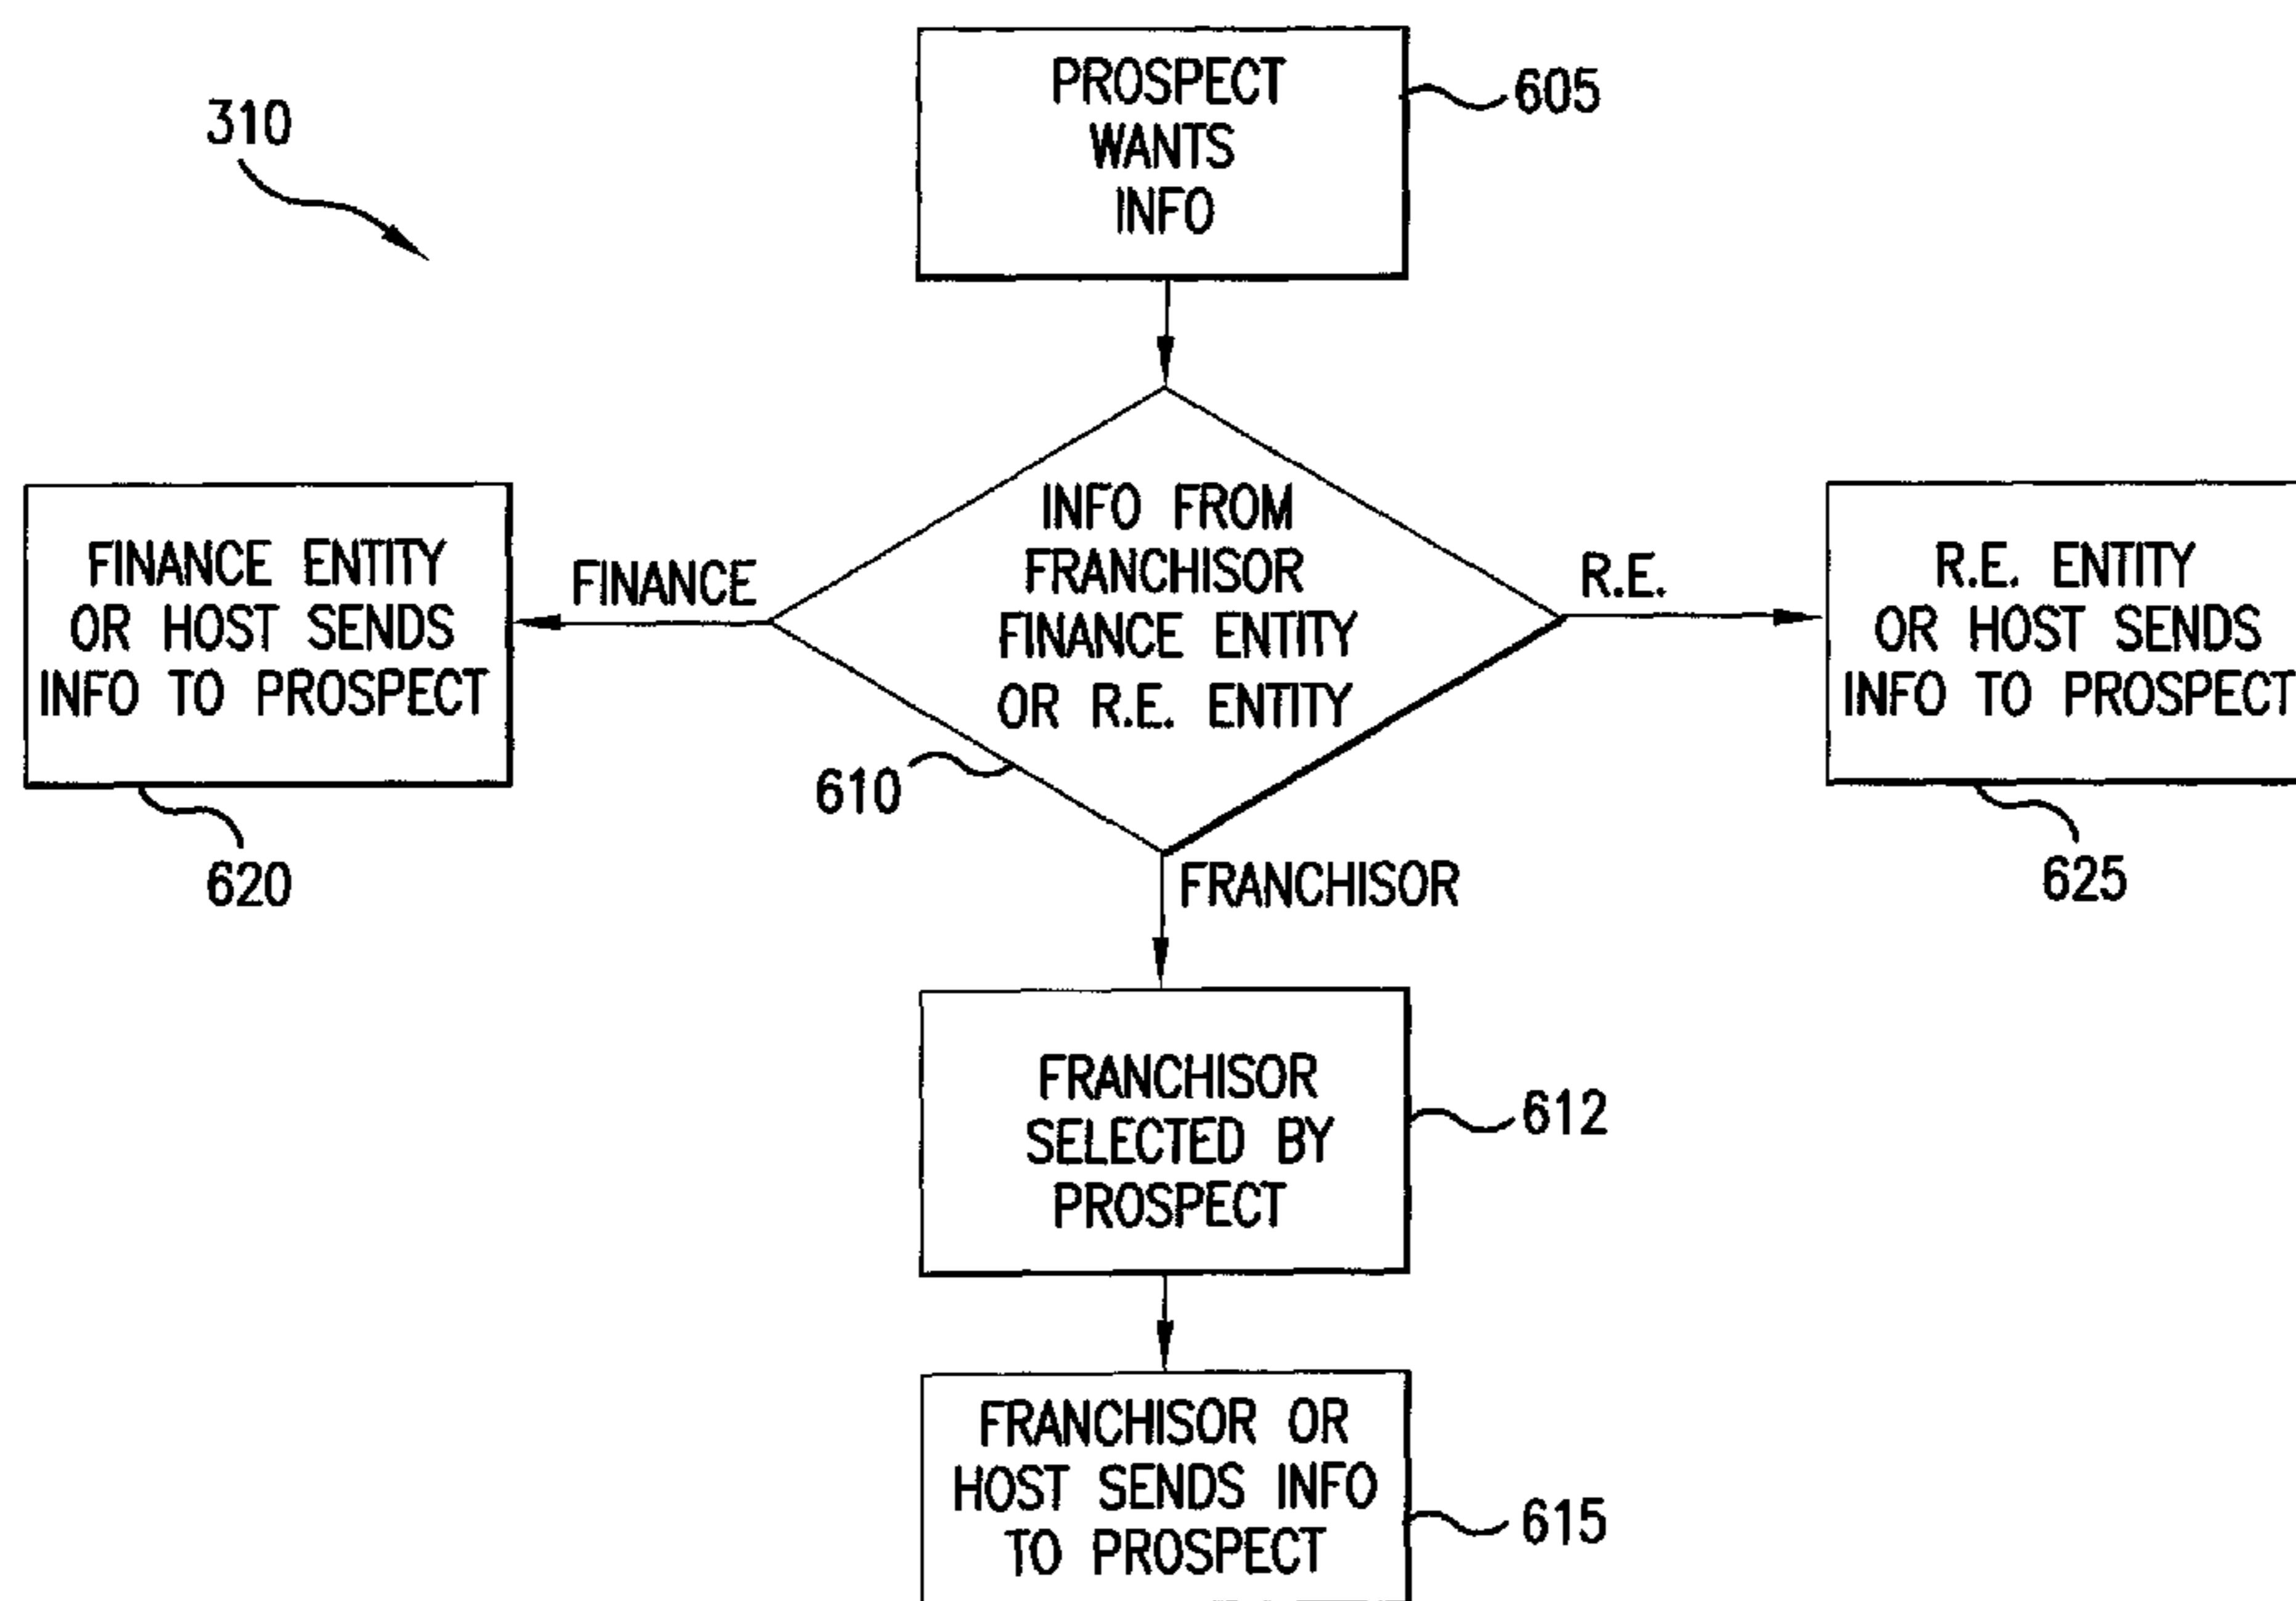 310
PROSPECT
WANTS
INFO
605
INFO FROM
FRANCHISOR
FINANCE ENTITY
OR R.E. ENTITY
610
FINANCE
FINANCE ENTITY
OR HOST SENDS
INFO TO PROSPECT
620
R.E.
R.E. ENTITY
OR HOST SENDS
INFO TO PROSPECT
625
FRANCHISOR
FRANCHISOR
SELECTED BY
PROSPECT
612
FRANCHISOR OR
HOST SENDS INFO
TO PROSPECT
615